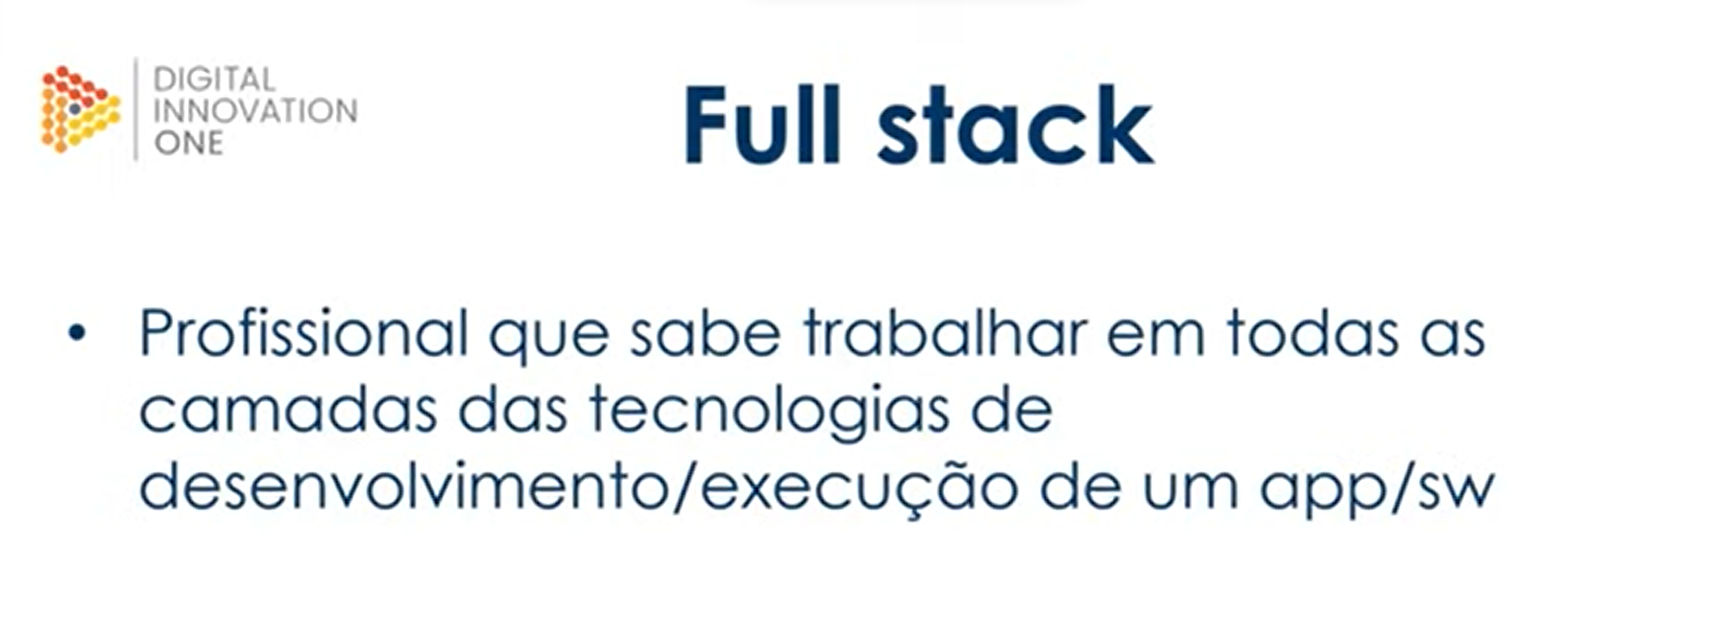 DIGITAL
INNOVATION
ONE
Full stack
• Profissional que sabe trabalhar em todas as
camadas das tecnologias de
desenvolvimento/execução de um app/sw